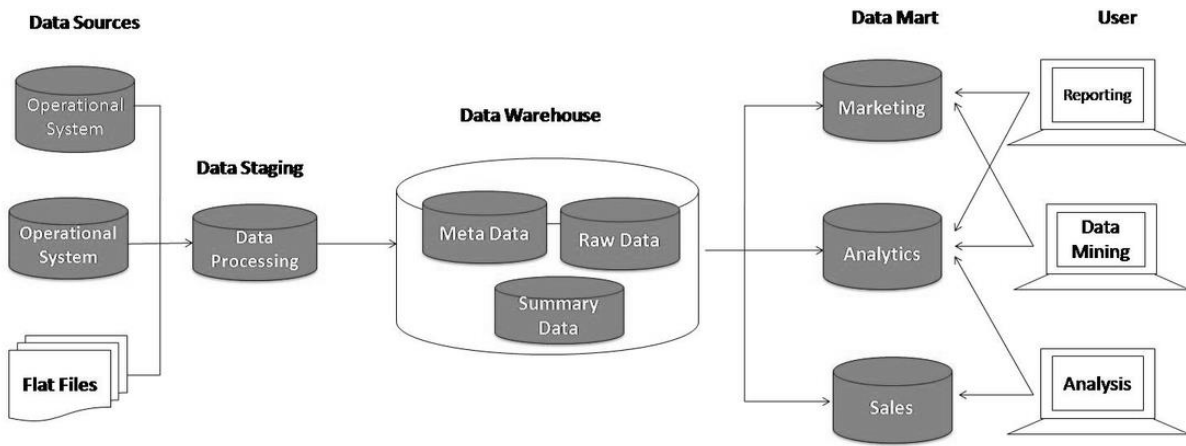 Data Sources
Operational
System
Operational
System
Flat Files
Data Staging
Data
Processing
Data Warehouse
Meta Data
Raw Data
Summary
Data
Data Mart
Marketing
Analytics
Sales
User
Reporting
Data
Mining
Analysis